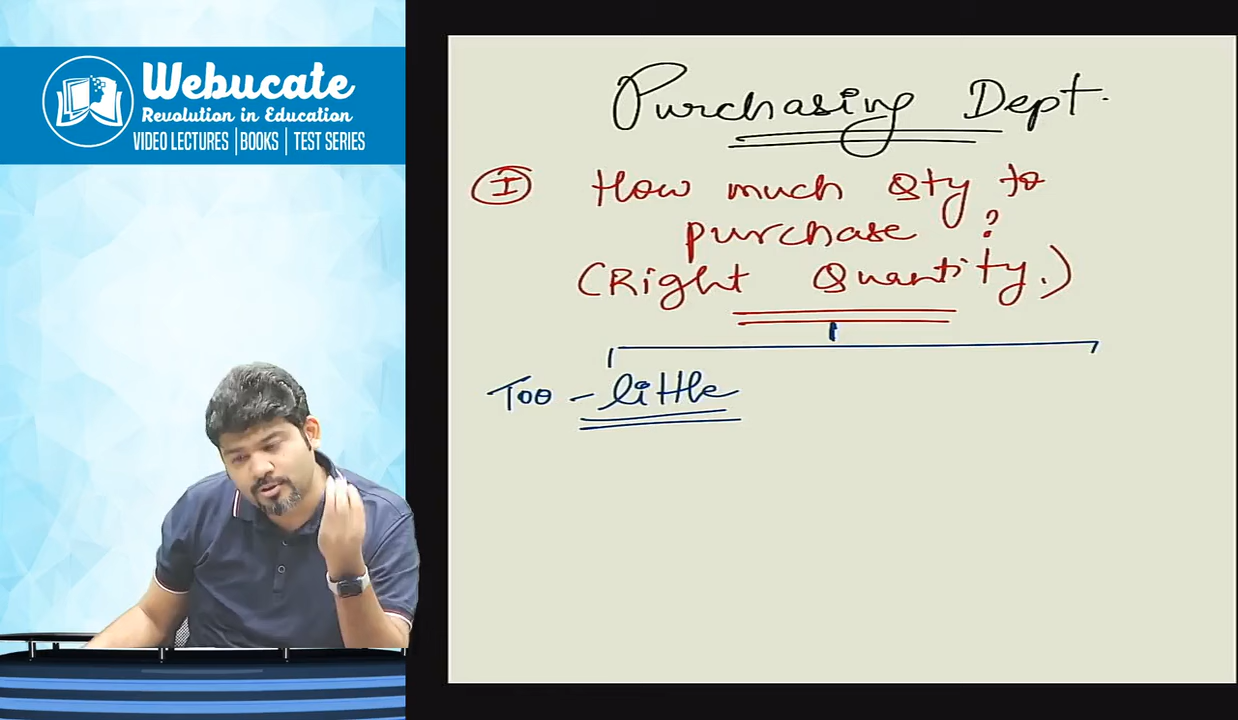 Webucate
Revolution in Education
VIDEO LECTURES | BOOKS | TEST SERIES
Purchasing Dept.
I How much Qty to
purchase?
(Right Quantity.)
Too-little